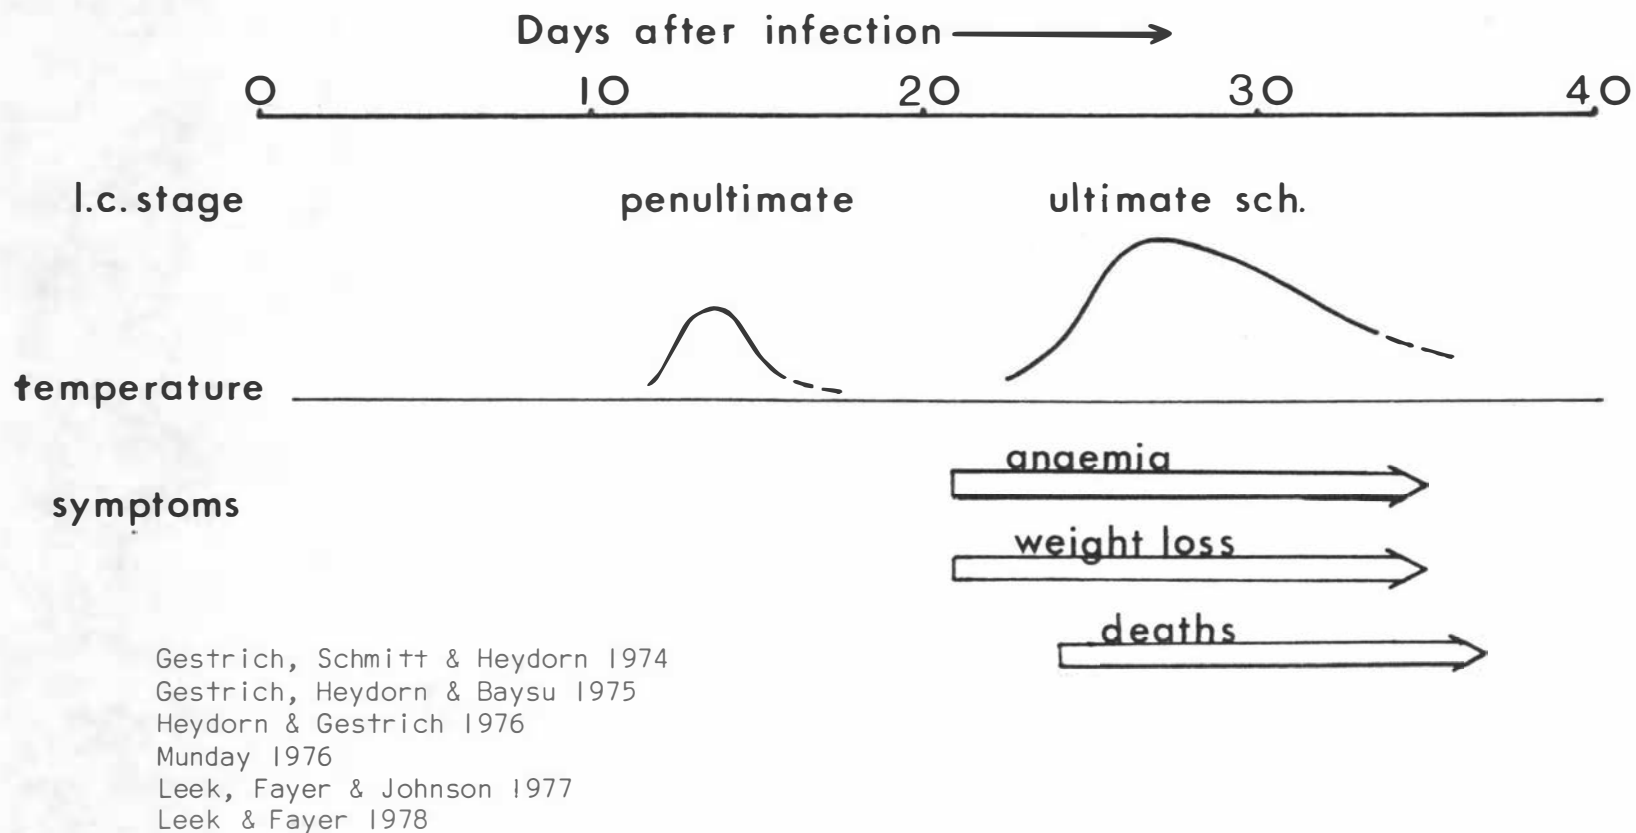 Days after infection
0 10 20 30 40
l.c. stage penultimate ultimate sch.
temperature
anaemia
symptoms
weight loss
deaths
Gestrich, Schmitt & Heydorn 1974
Gestrich, Heydorn & Baysu 1975
Heydorn & Gestrich 1976
Munday 1976
Leek, Fayer & Johnson 1977
Leek & Fayer 1978